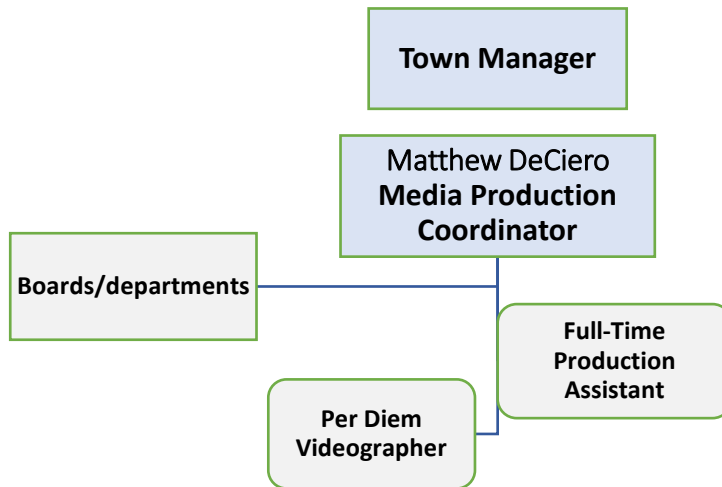 Town Manager
Matthew DeCiero
Media Production
Coordinator
Boards/departments
Full-Time
Production
Assistant
Per Diem
Videographer